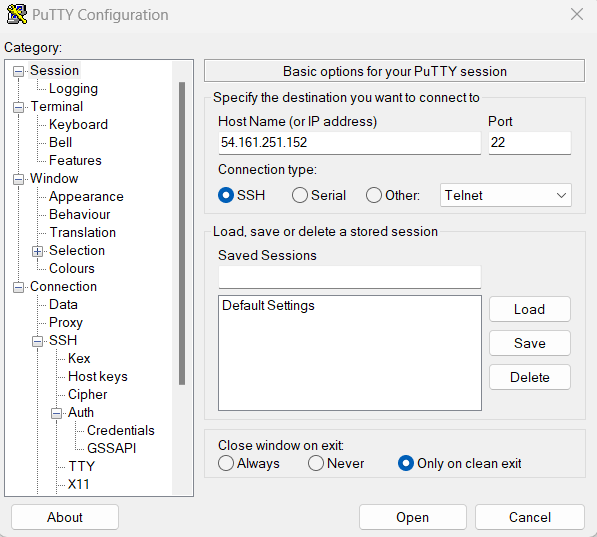 PuTTY Configuration
Category:
Session
Logging
Terminal
Keyboard
Bell
Features
Window
Appearance
Behaviour
Translation
Selection
Colours
Connection
Data
Proxy
SSH
Kex
Host keys
Cipher
Auth
Credentials
GSSAPI
TTY
X11
Basic options for your PuTTY session
Specify the destination you want to connect to
Host Name (or IP address) Port
54.161.251.152 22
Connection type:
SSH Serial Other: Telnet
Load, save or delete a stored session
Saved Sessions
Default Settings
Load
Save
Delete
Close window on exit:
Always Never Only on clean exit
About Open Cancel